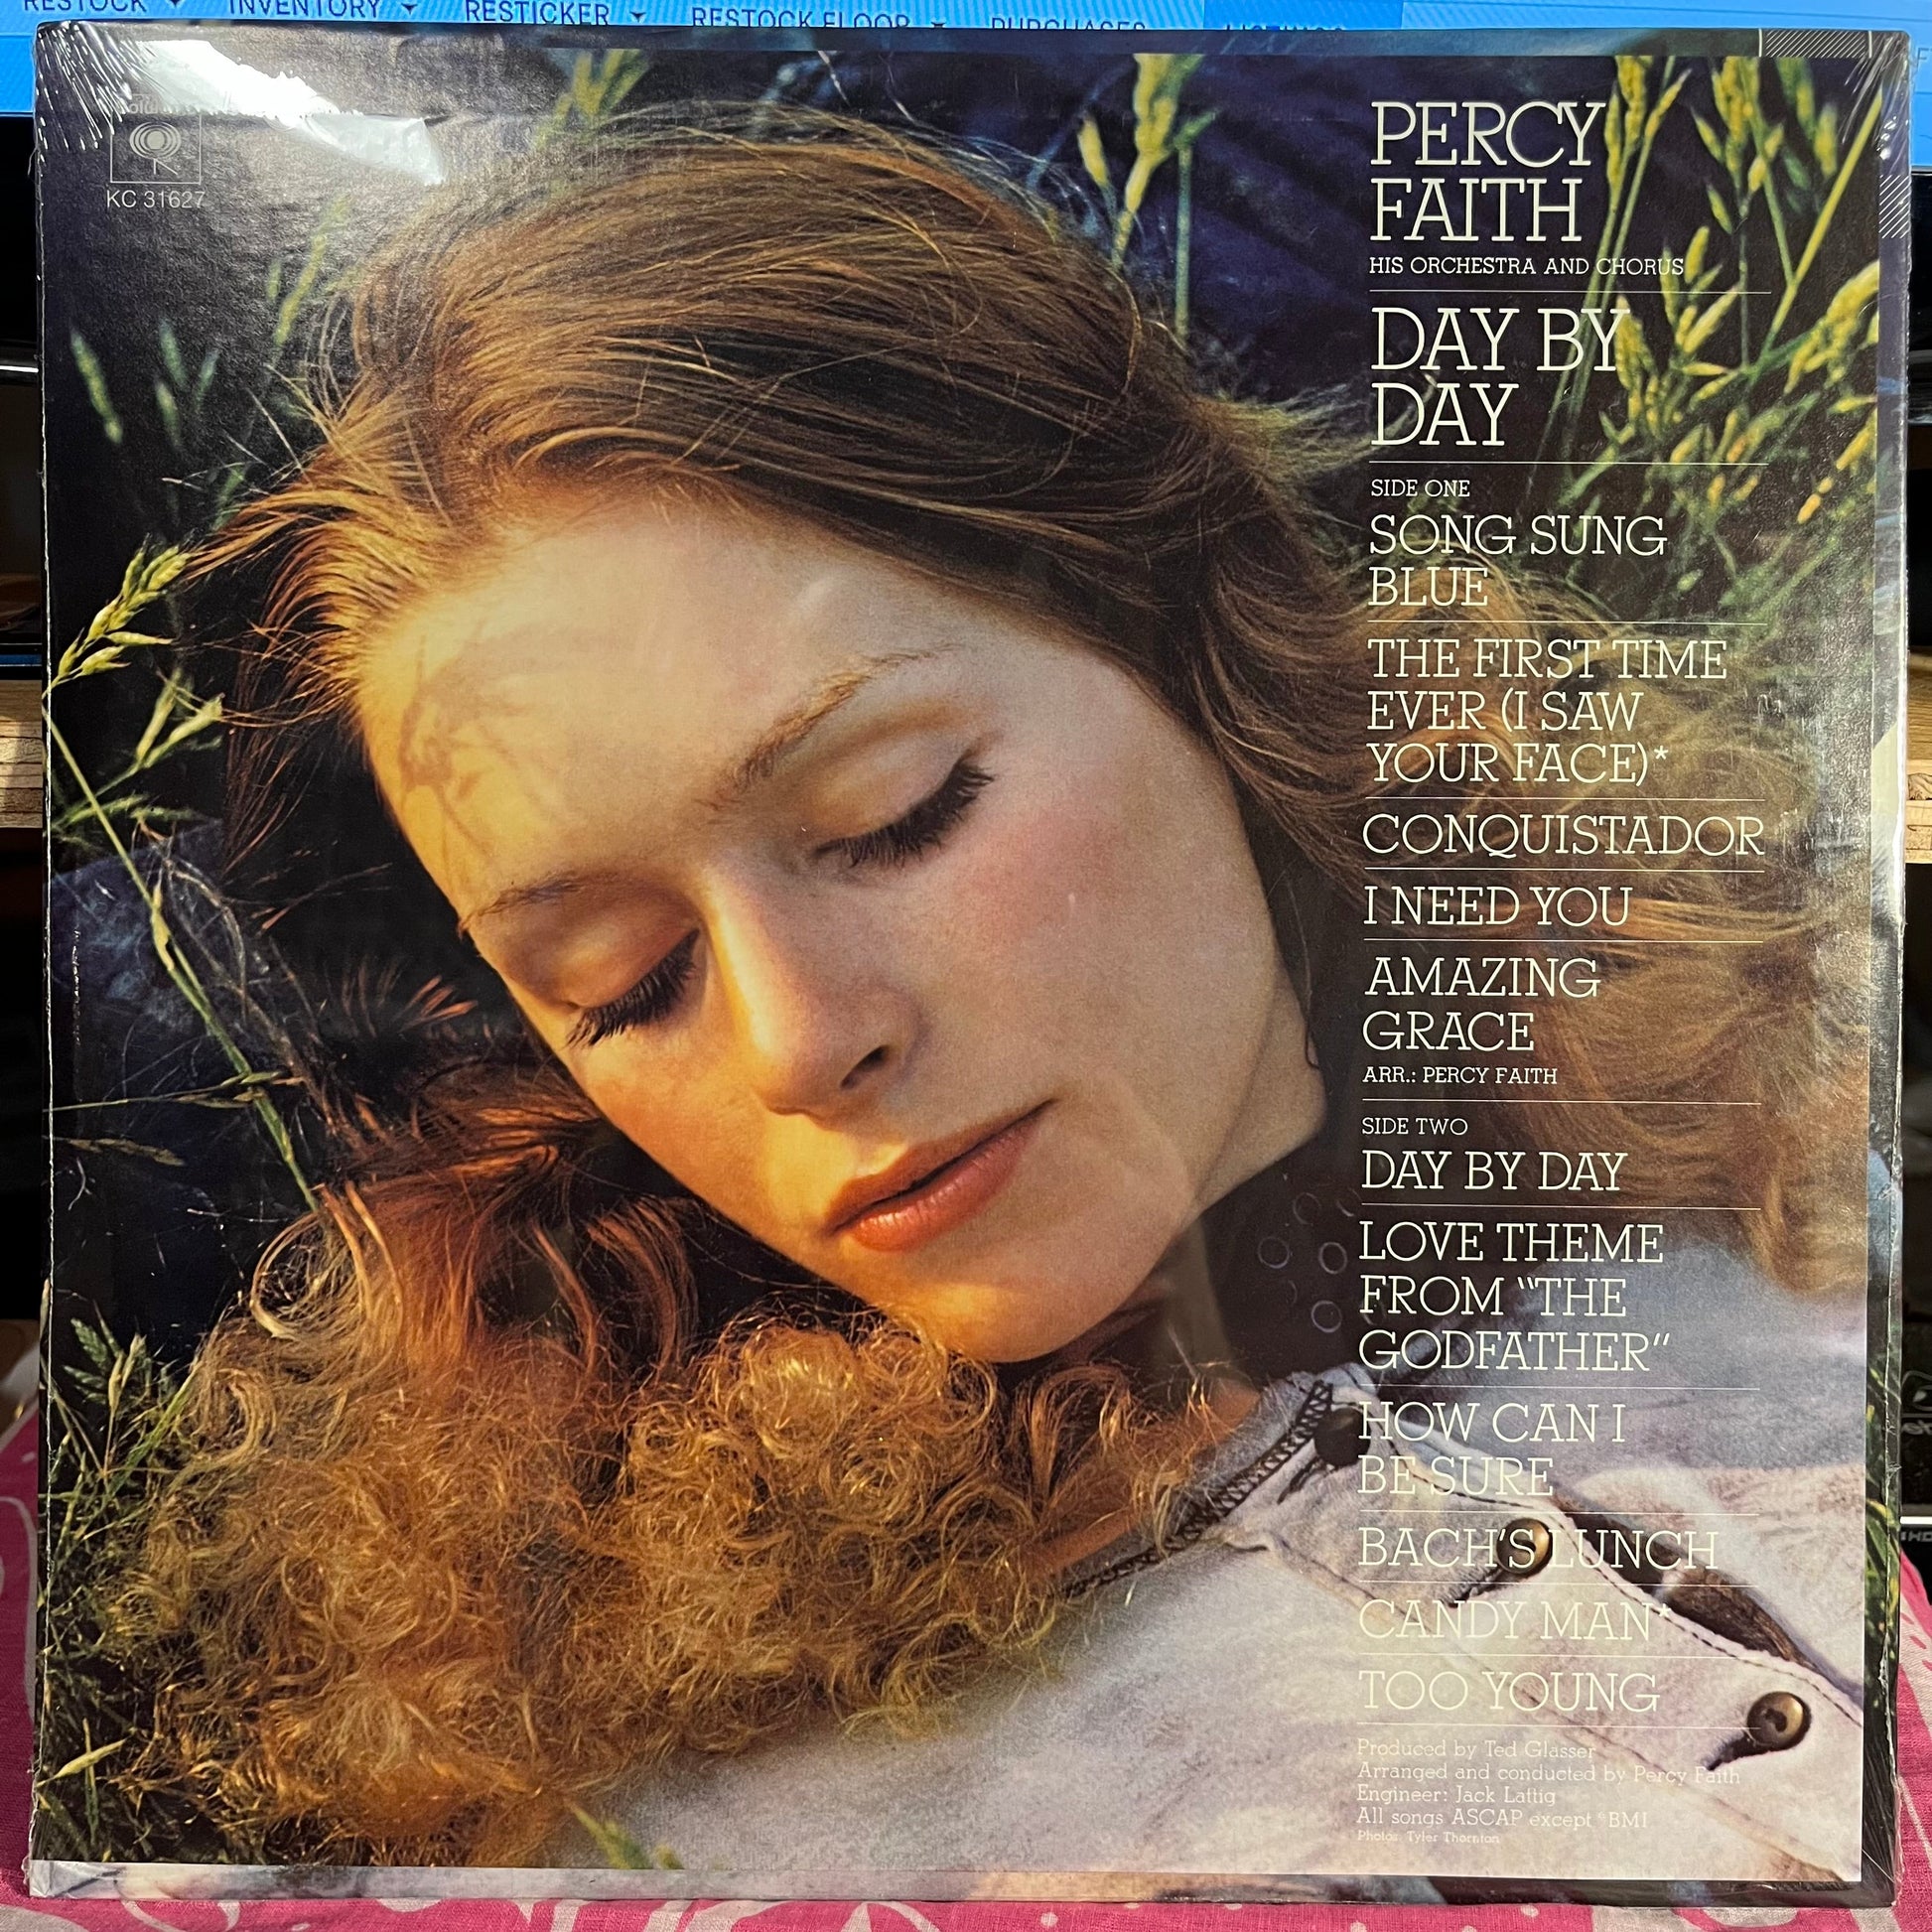 RESTOCK
INVENTORY
RESTICKER
RESTOCK FLOOR
PURCHASES
KC 31627
PERCY
FAITH
HIS ORCHESTRA AND CHORUS
DAY BY
DAY
SIDE ONE
SONG SUNG
BLUE
THE FIRST TIME
EVER (I SAW
YOUR FACE)*
CONQUISTADOR
I NEED YOU
AMAZING
GRACE
ARR.: PERCY FAITH
SIDE TWO
DAY BY DAY
LOVE THEME
FROM "THE
GODFATHER"
HOW CAN I
BE SURE
BACH'S LUNCH
CANDY MAN*
TOO YOUNG
Produced by Ted Glasser
Arranged and conducted by Percy Faith
Engineer: Jack Lattig
All songs ASCAP except *BMI
Photos: Tyler Thornton